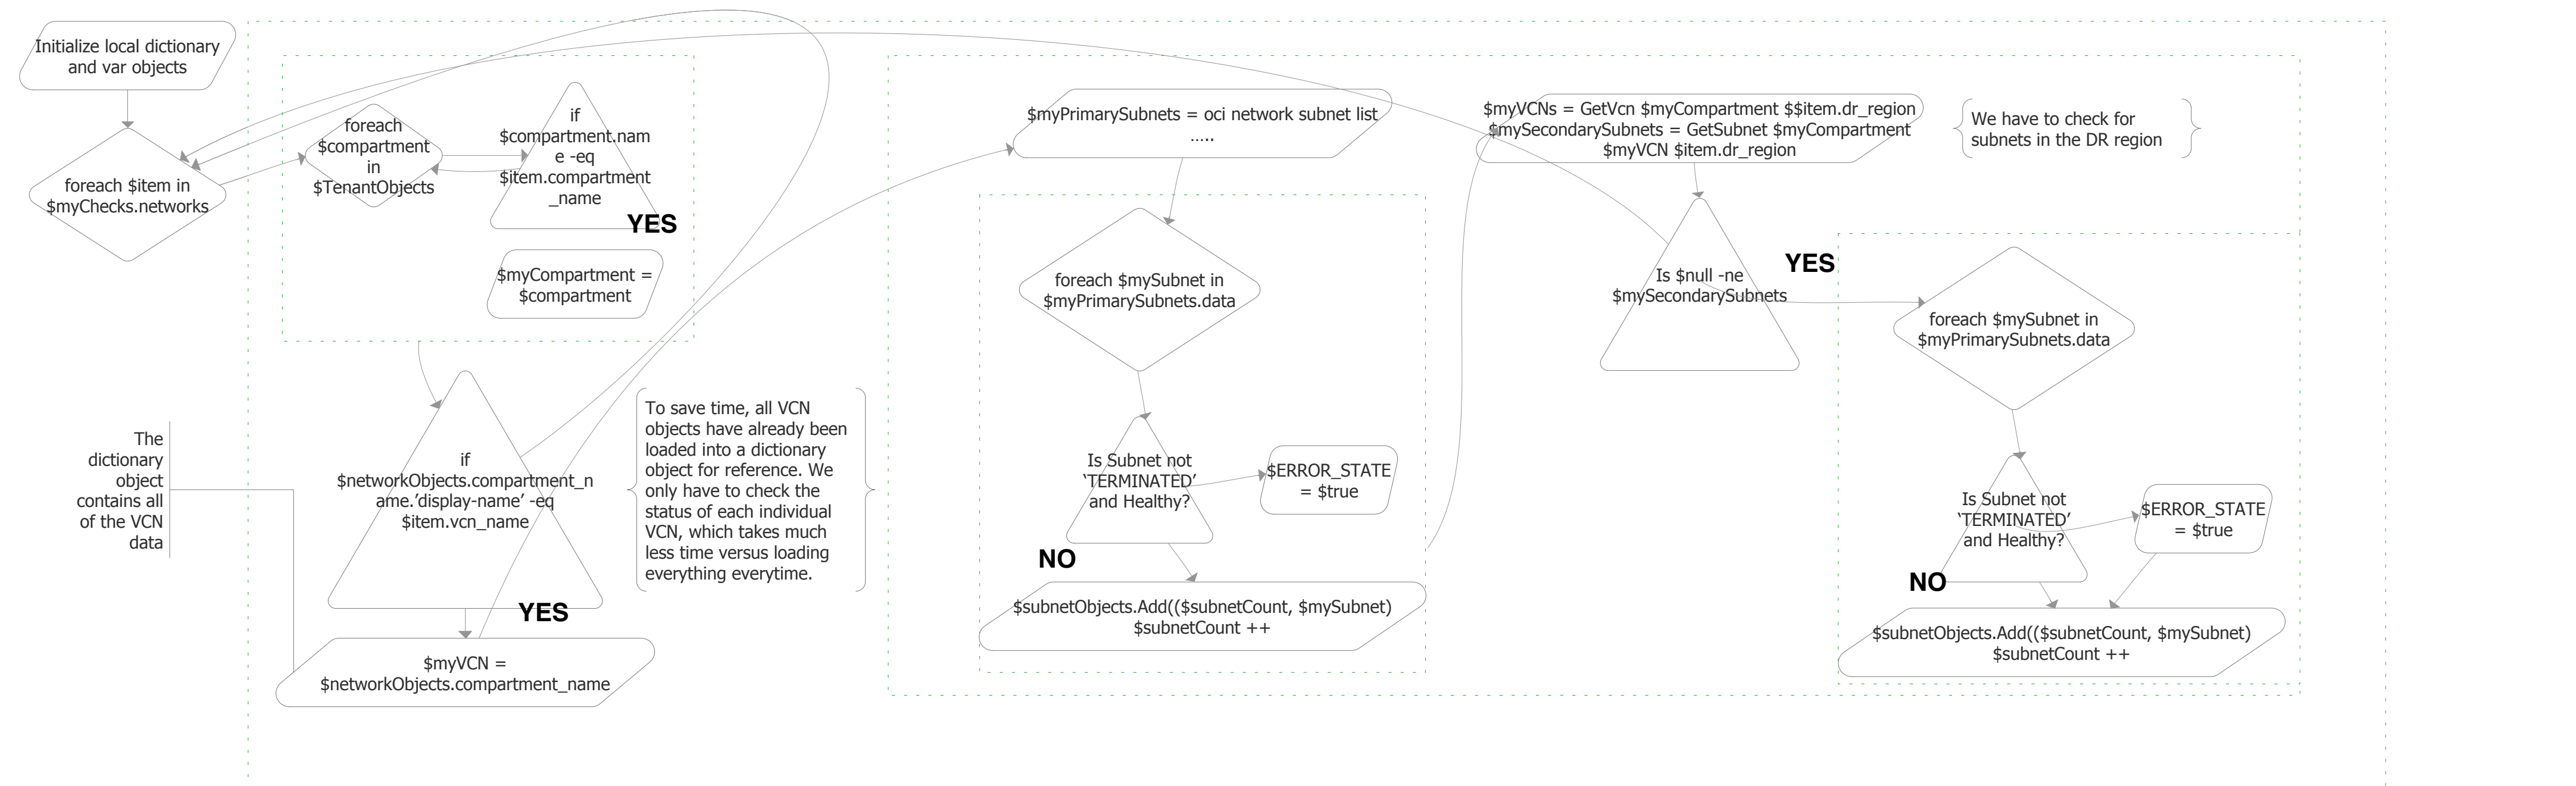 Initialize local dictionary
and var objects
foreach $item in
$myChecks.networks
foreach
$compartment
in
$TenantObjects
if
$compartment.nam
e -eq
$item.compartment
_name
YES
$myCompartment =
$compartment
The
dictionary
object
contains all
of the VCN
data
if
$networkObjects.compartment_n
ame.’display-name’ -eq
$item.vcn_name
YES
$myVCN =
$networkObjects.compartment_name
To save time, all VCN
objects have already been
loaded into a dictionary
object for reference. We
only have to check the
status of each individual
VCN, which takes much
less time versus loading
everything everytime.
$myPrimarySubnets = oci network subnet list
.....
foreach $mySubnet in
$myPrimarySubnets.data
Is Subnet not
‘TERMINATED’
and Healthy?
$ERROR_STATE
= $true
NO
$subnetObjects.Add(($subnetCount, $mySubnet)
$subnetCount ++
$myVCNs = GetVcn $myCompartment $$item.dr_region
$mySecondarySubnets = GetSubnet $myCompartment
$myVCN $item.dr_region
We have to check for
subnets in the DR region
Is $null -ne
$mySecondarySubnets
YES
foreach $mySubnet in
$myPrimarySubnets.data
Is Subnet not
‘TERMINATED’
and Healthy?
$ERROR_STATE
= $true
NO
$subnetObjects.Add(($subnetCount, $mySubnet)
$subnetCount ++